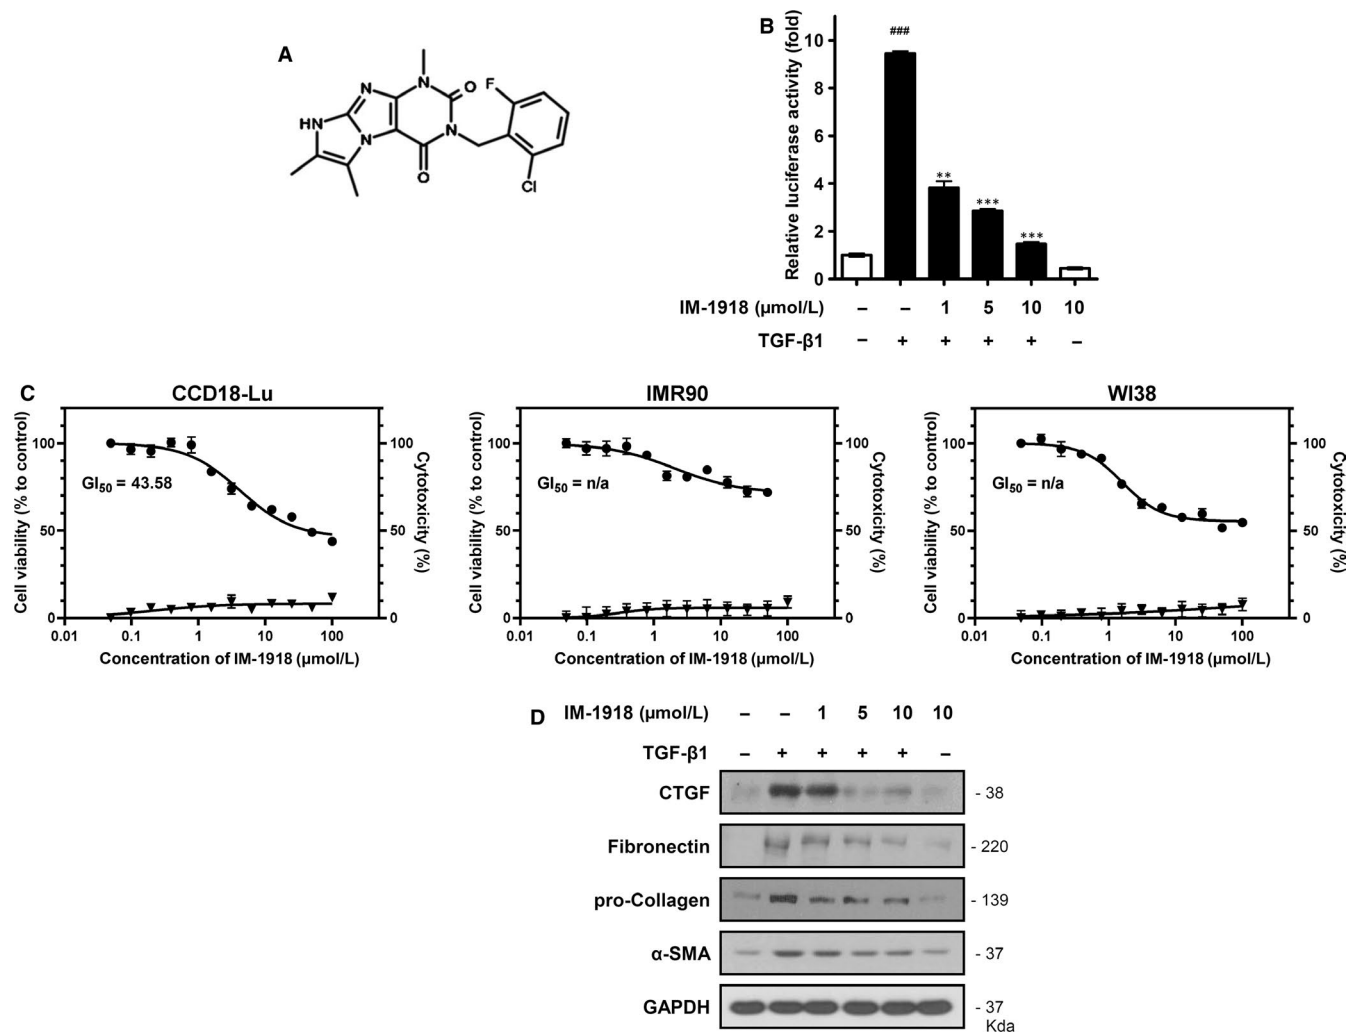 A
N
N
O
F
HN
N
N
O
Cl
B
Relative luciferase activity (fold)
10
8
6
4
2
0
###
**
***
***
IM-1918 (µmol/L) – – 1 5 10 10
TGF-β1 – + + + + –
C
CCD18-Lu
Cell viability (% to control)
100
50
0
GI50 = 43.58
100
50
0
Cytotoxicity (%)
0.01 0.1 1 10 100
Concentration of IM-1918 (µmol/L)
IMR90
Cell viability (% to control)
100
50
0
GI50 = n/a
100
50
0
Cytotoxicity (%)
0.01 0.1 1 10 100
Concentration of IM-1918 (µmol/L)
WI38
Cell viability (% to control)
100
50
0
GI50 = n/a
100
50
0
Cytotoxicity (%)
0.01 0.1 1 10 100
Concentration of IM-1918 (µmol/L)
D
IM-1918 (µmol/L) – – 1 5 10 10
TGF-β1 – + + + + –
CTGF - 38
Fibronectin - 220
pro-Collagen - 139
α-SMA - 37
GAPDH - 37
Kda